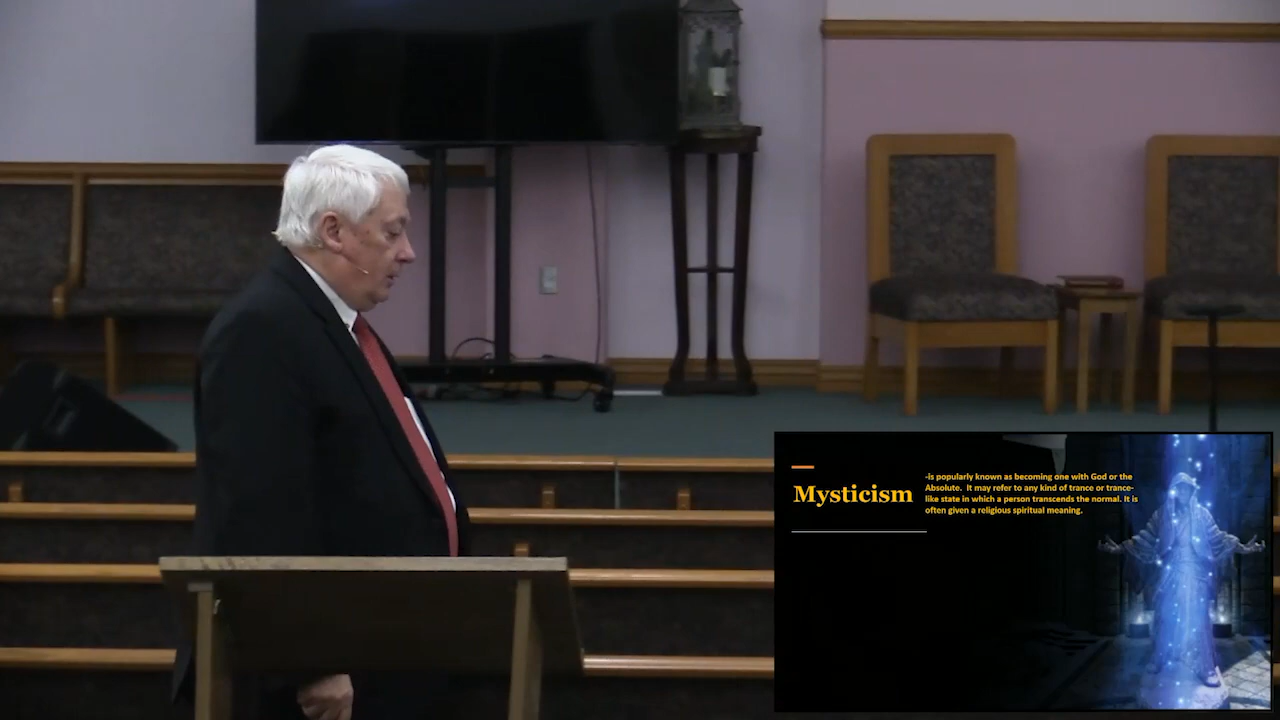 Mysticism
-is popularly known as becoming one with God or the
Absolute. It may refer to any kind of trance or trance-
like state in which a person transcends the normal. It is
often given a religious spiritual meaning.